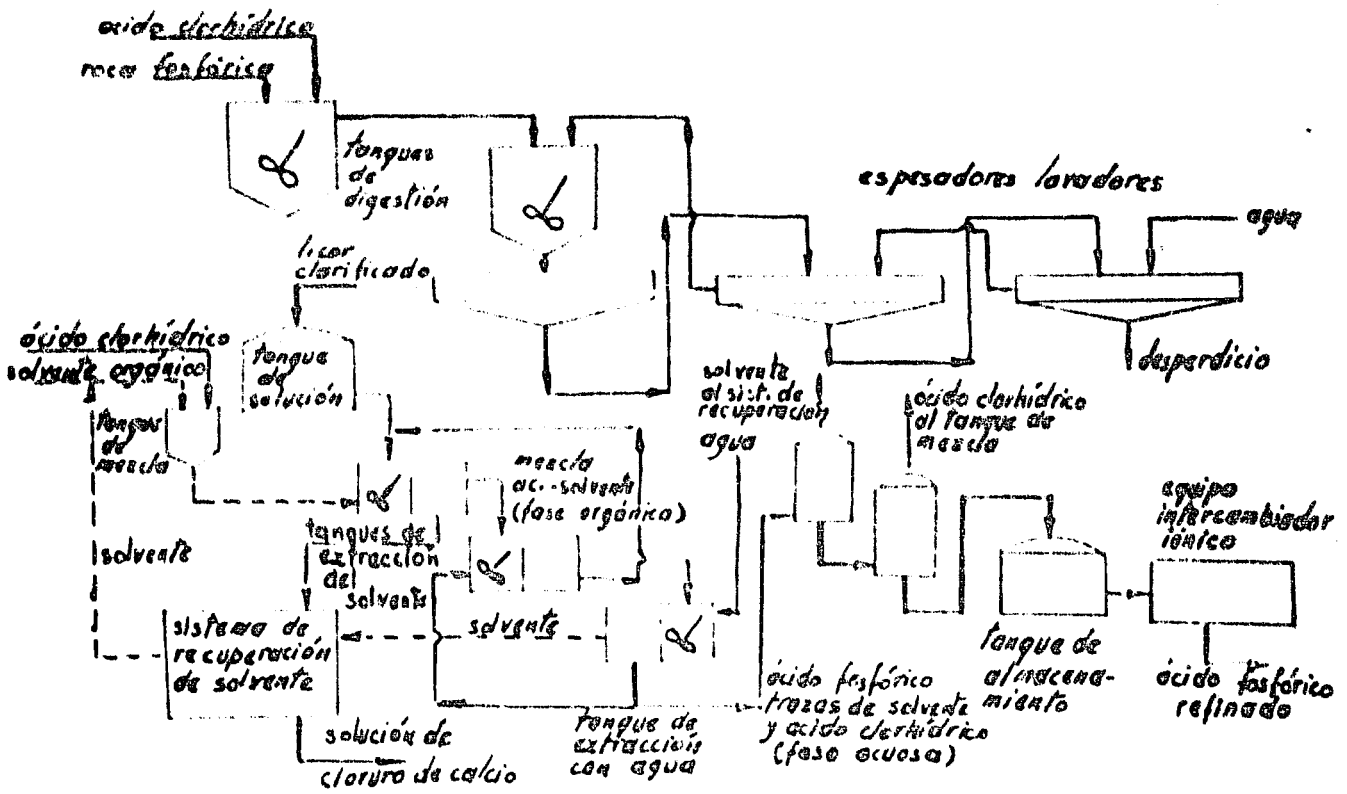 ácido clorhídrico
roca fosfórica
tanques
de
digestión
espesadores lavadores
agua
licor
clarificado
ácido clorhídrico
solvente orgánico
tanque
de
solución
desperdicio
solvente
al sist. de
recuperación
agua
ácido clorhídrico
al tanque de
mezcla
tanque
de
mezcla
mezcla
ac.-solvente
(fase orgánica)
equipo
intercambiador
iónico
tanques de
extracción
del
solvente
solvente
solvente
sistema de
recuperación
de solvente
tanque de
almacena-
miento
ácido fosfórico
refinado
ácido fosfórico
trazas de solvente
y acido clorhídrico
(fase acuosa)
tanque de
extracción
con agua
solución de
cloruro de calcio